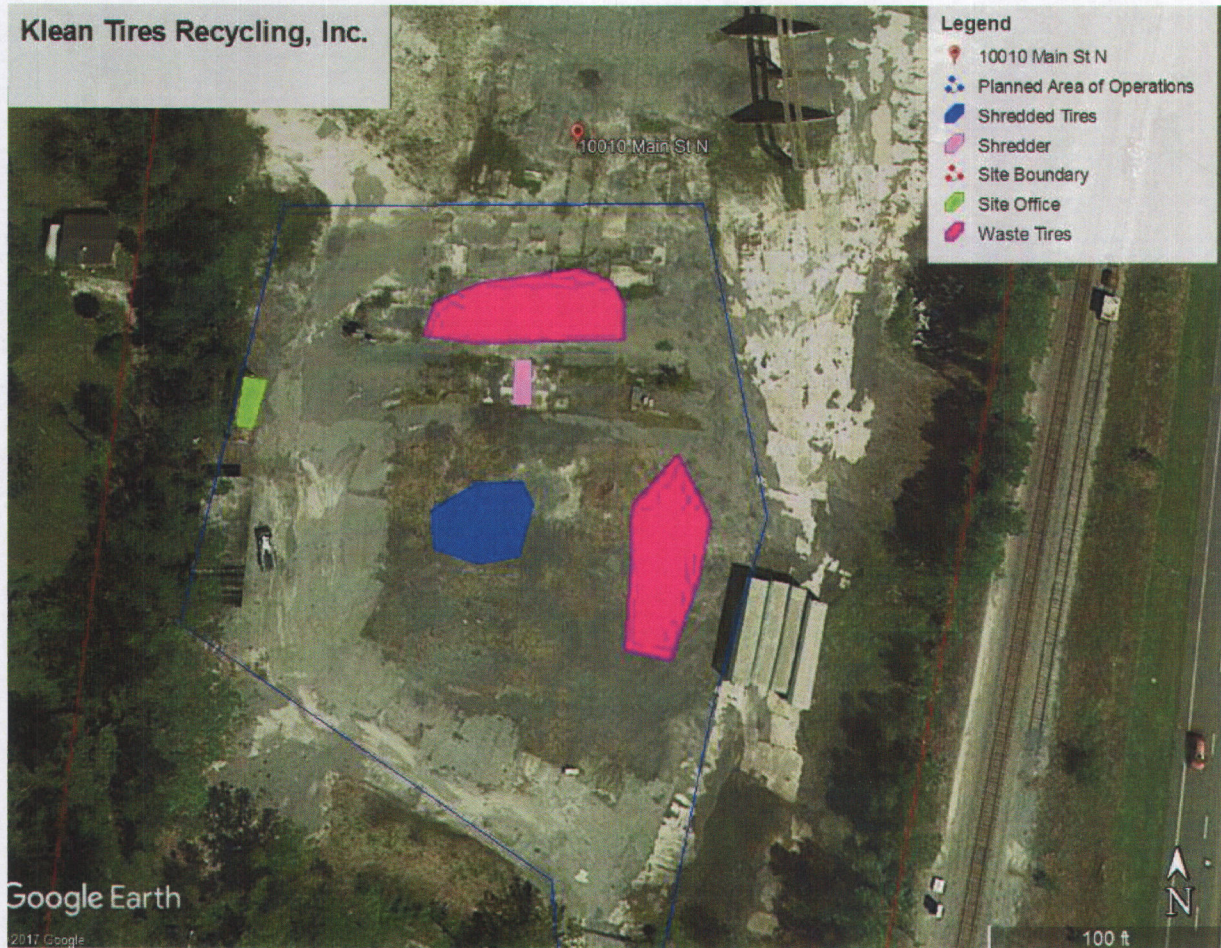 Klean Tires Recycling, Inc.
Legend
10010 Main St N
Planned Area of Operations
Shredded Tires
Shredder
Site Boundary
Site Office
Waste Tires
10010 Main St N
Google Earth
2017 Google
N
100 ft